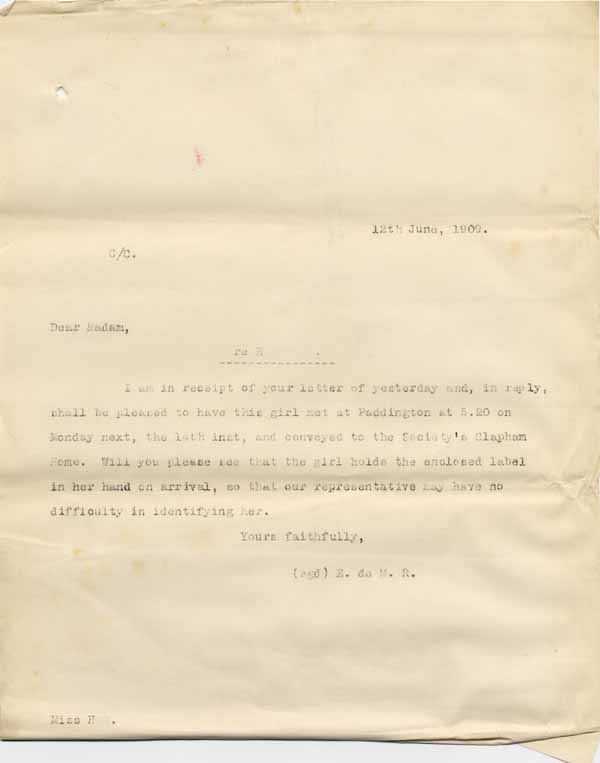 12th June, 1909.
C/C.
Dear Madam,
re H .
I am in receipt of your letter of yesterday and, in reply,
shall be pleased to have this girl met at Paddington at 5.20 on
Monday next, the 14th inst, and conveyed to the Society's Clapham
Home. Will you please see that the girl holds the enclosed label
in her hand on arrival, so that our representative may have no
difficulty in identifying her.
Yours faithfully,
(sgd) E. de M. R.
Miss H .